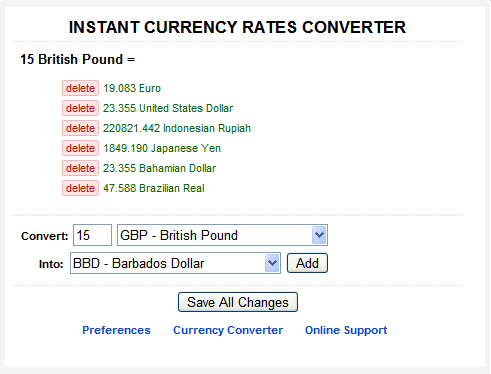 INSTANT CURRENCY RATES CONVERTER
15 British Pound =
delete 19.083 Euro
delete 23.355 United States Dollar
delete 220821.442 Indonesian Rupiah
delete 1849.190 Japanese Yen
delete 23.355 Bahamian Dollar
delete 47.588 Brazilian Real
Convert: 15 GBP - British Pound
Into: BBD - Barbados Dollar Add
Save All Changes
Preferences Currency Converter Online Support